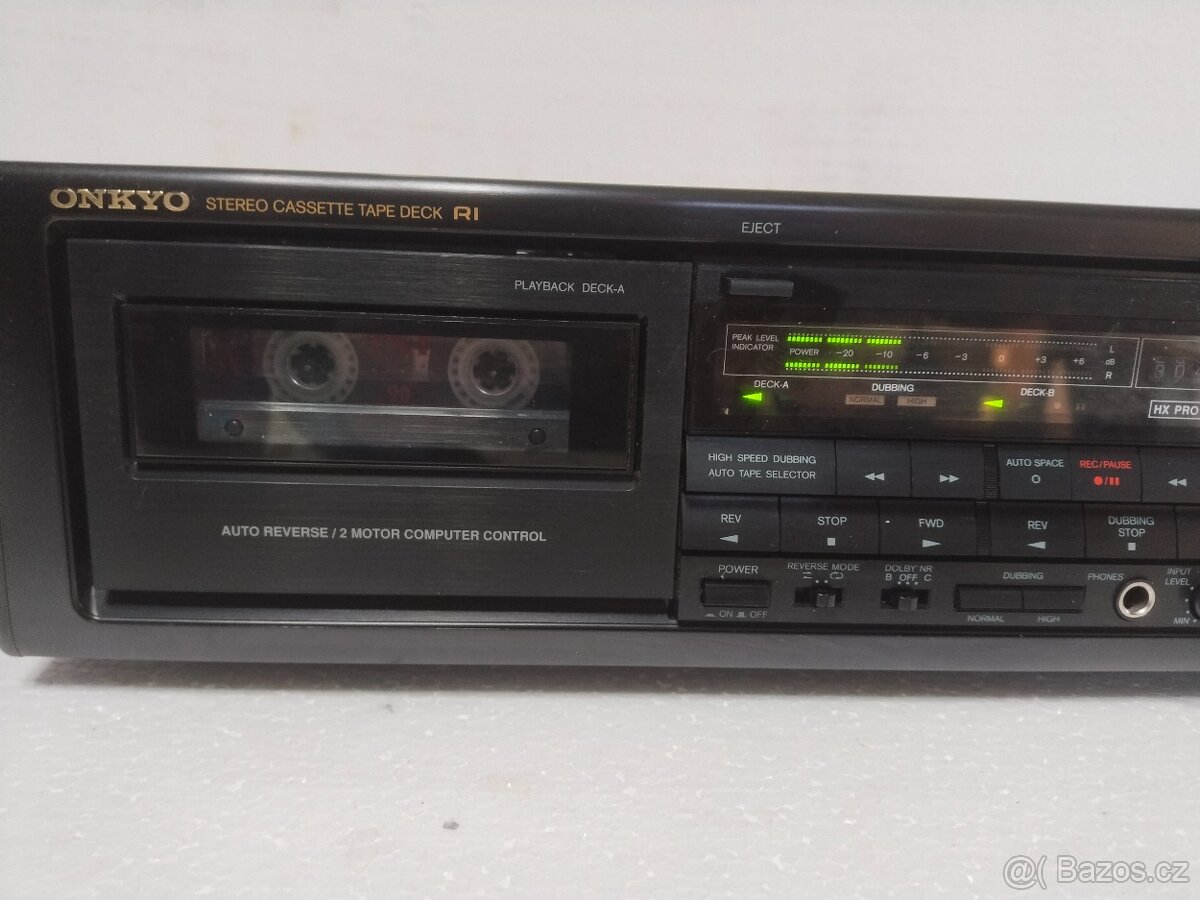 ONKYO STEREO CASSETTE TAPE DECK RI
EJECT
PLAYBACK DECK-A
PEAK LEVEL
INDICATOR
POWER -20 -10 -6 -3 0 +3 +6
L
dB
R
DECK-A
DUBBING
NORMAL HIGH
DECK-B
HX PRO
HIGH SPEED DUBBING
AUTO TAPE SELECTOR
AUTO SPACE
REC/PAUSE
REV
STOP
FWD
REV
DUBBING
STOP
AUTO REVERSE / 2 MOTOR COMPUTER CONTROL
POWER
ON OFF
REVERSE MODE
DOLBY NR
B OFF C
DUBBING
NORMAL HIGH
PHONES
INPUT
LEVEL
MIN
@( Bazos.cz